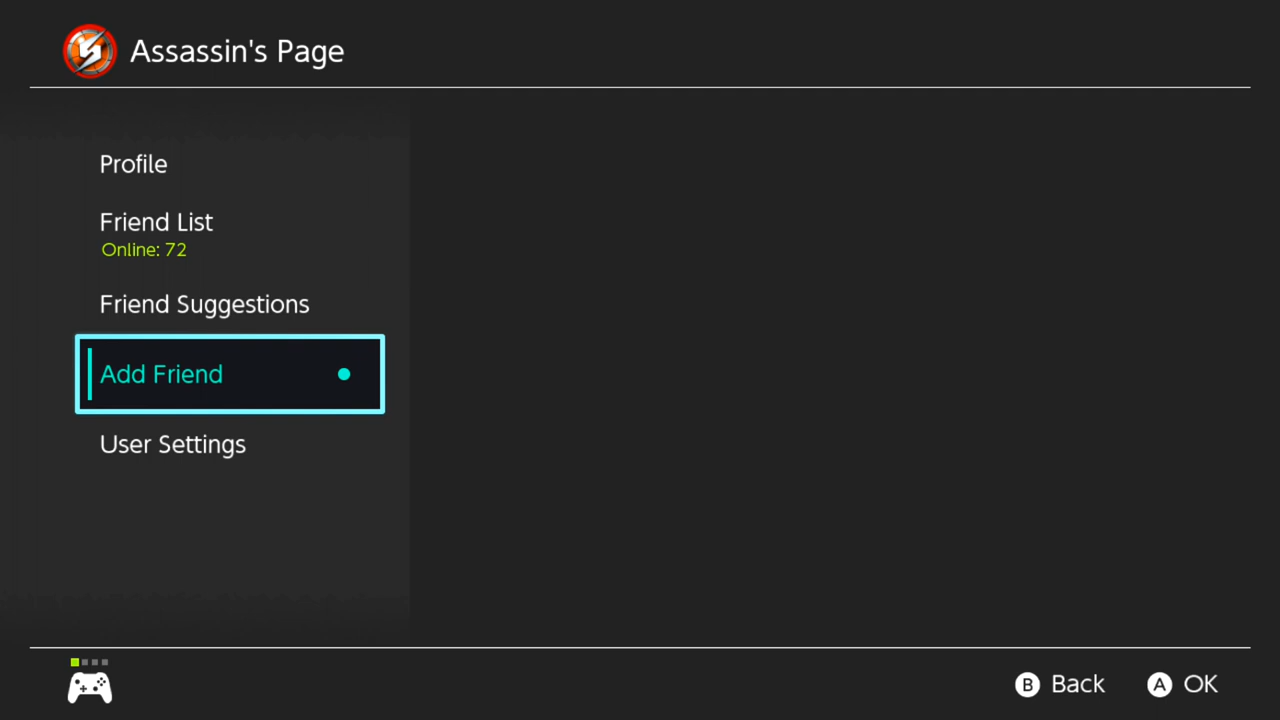 Assassin's Page
Profile
Friend List
Online: 72
Friend Suggestions
Add Friend
User Settings
B Back
A OK